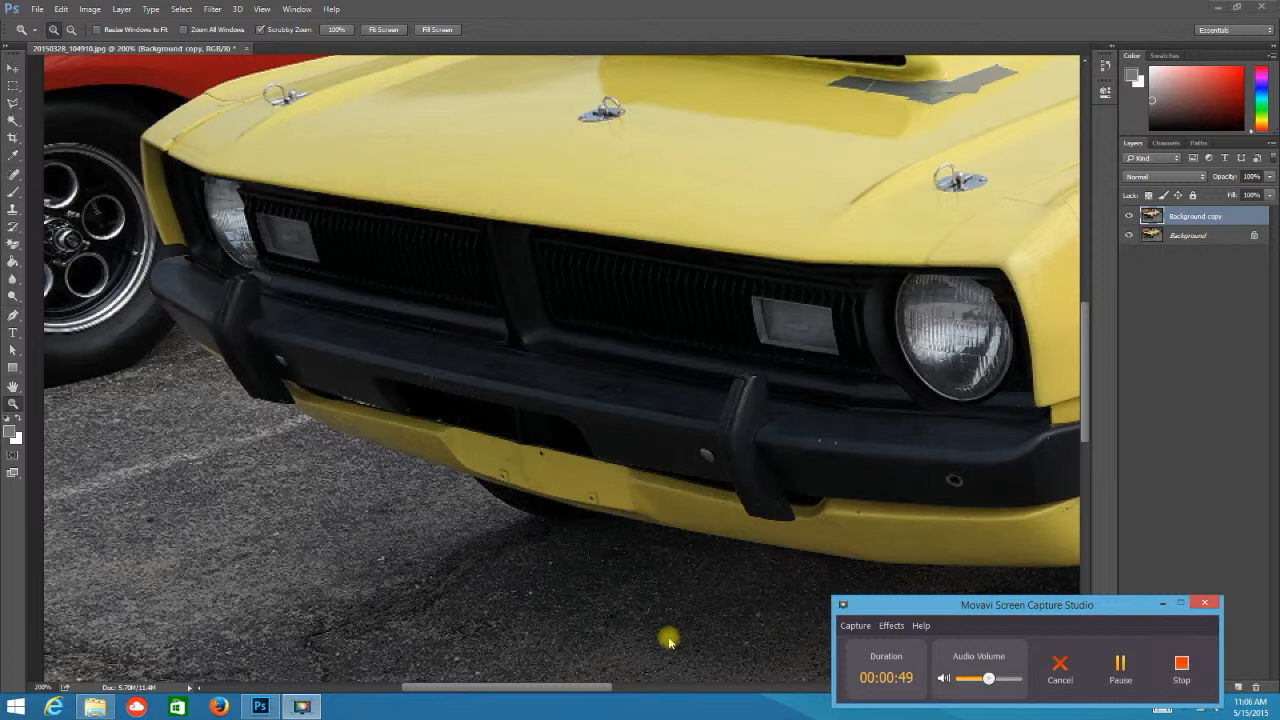 Ps File Edit Image Layer Type Select Filter 3D View Window Help
Resize Windows to Fit Zoom All Windows Scrubby Zoom 100% Fit Screen Fill Screen Essentials
20150328_104910.jpg @ 200% (Background copy, RGB/8) * ×
Color Swatches
Layers Channels Paths
Kind
Normal Opacity: 100%
Lock: Fill: 100%
Background copy
Background
Movavi Screen Capture Studio
Capture Effects Help
Duration Audio Volume
00:00:49
Cancel Pause Stop
200% Doc: 5.70M/11.4M
Ps
11:06 AM
5/15/2015